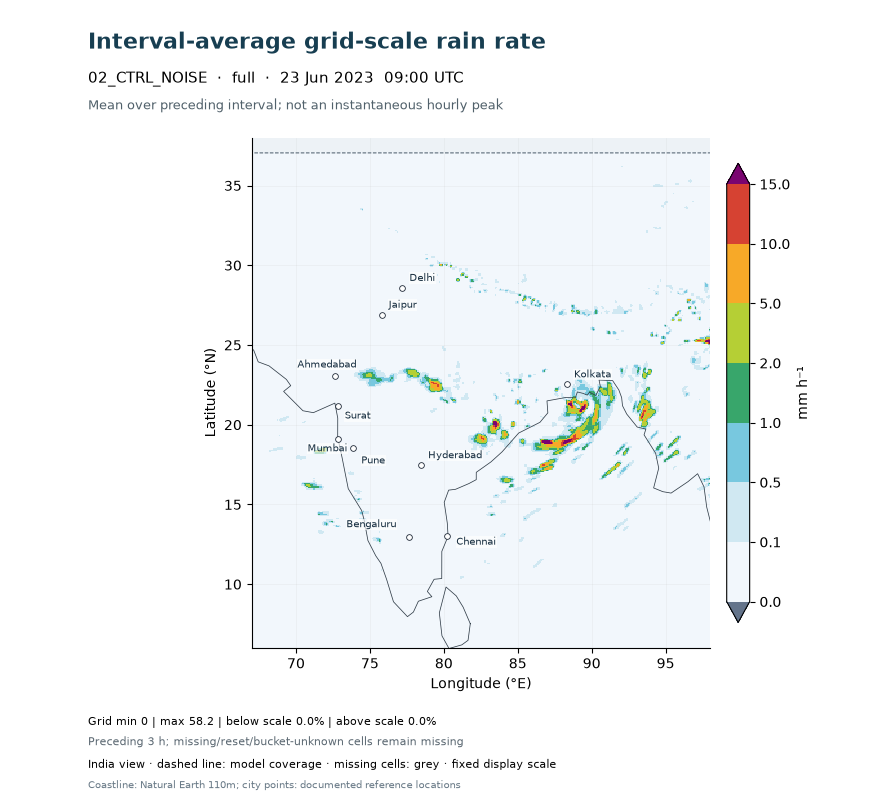 Interval-average grid-scale rain rate
02_CTRL_NOISE · full · 23 Jun 2023 09:00 UTC
Mean over preceding interval; not an instantaneous hourly peak
35
30
25
20
15
10
Latitude (°N)
70
75
80
85
90
95
Longitude (°E)
Delhi
Jaipur
Ahmedabad
Kolkata
Surat
Mumbai
Pune
Hyderabad
Bengaluru
Chennai
15.0
10.0
5.0
2.0
1.0
0.5
0.1
0.0
mm h⁻¹
Grid min 0 | max 58.2 | below scale 0.0% | above scale 0.0%
Preceding 3 h; missing/reset/bucket-unknown cells remain missing
India view · dashed line: model coverage · missing cells: grey · fixed display scale
Coastline: Natural Earth 110m; city points: documented reference locations